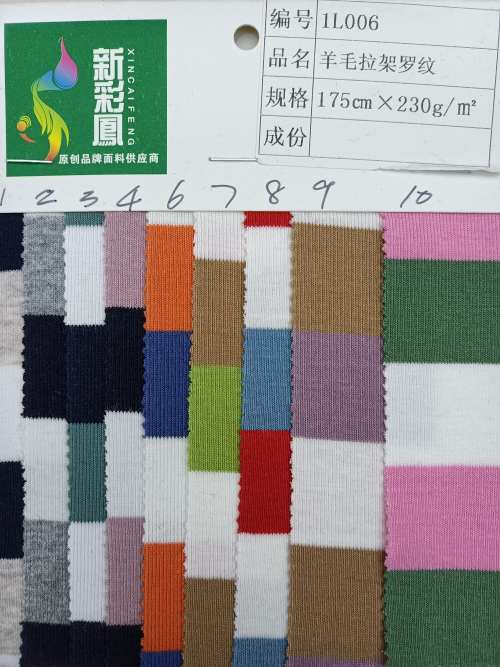 新彩鳳
XINCAIFENG
原创品牌面料供应商
编号 1L006
品名 羊毛拉架罗纹
规格 175cm×230g/㎡
成份
1 2 3 4 6 7 8 9 10